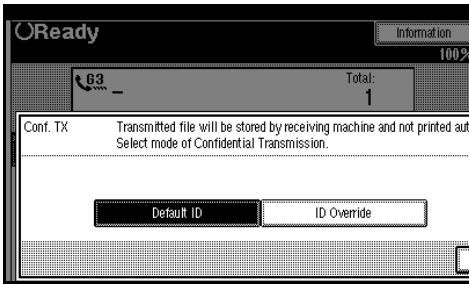 Ready
Information
100%
G3 _
Total:
1
Conf. TX
Transmitted file will be stored by receiving machine and not printed aut
Select mode of Confidential Transmission.
Default ID
ID Override